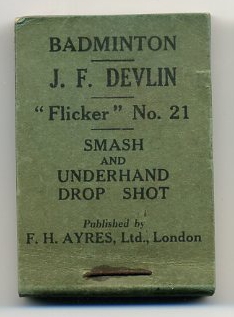 BADMINTON
J. F. DEVLIN
"Flicker" No. 21
SMASH
AND
UNDERHAND
DROP SHOT
Published by
F. H. AYRES, Ltd., London